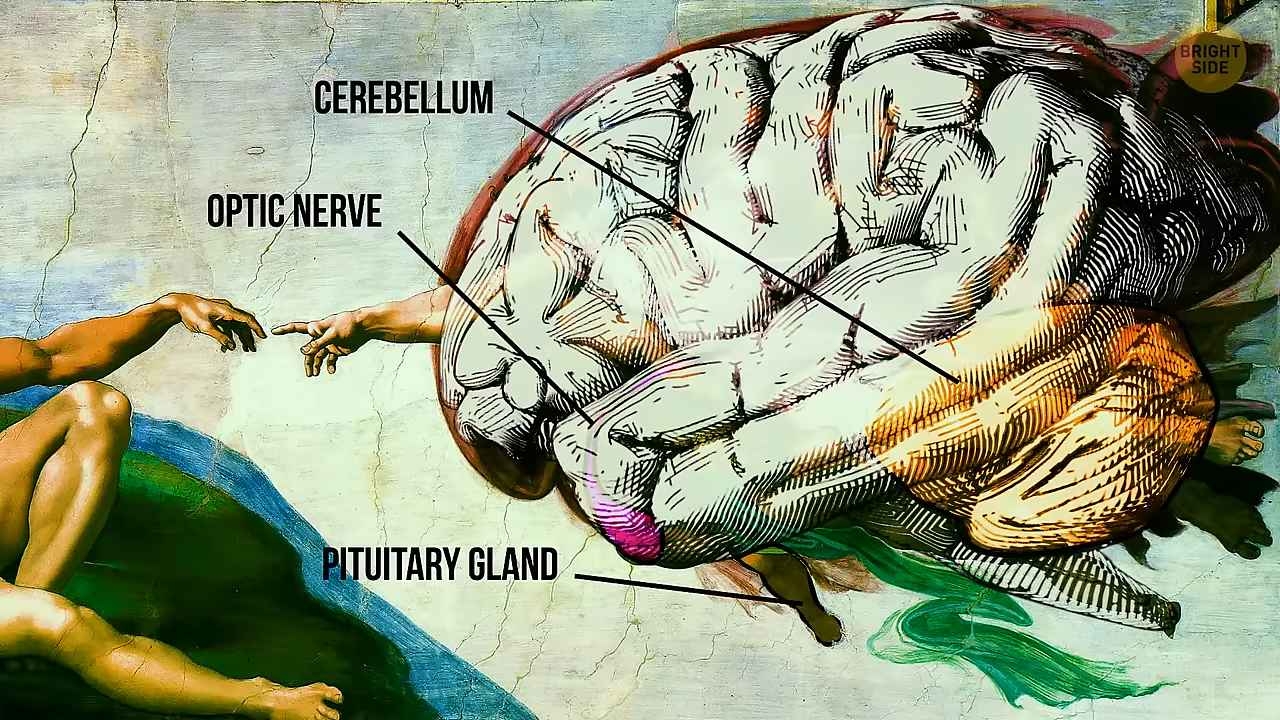 BRIGHT
SIDE
CEREBELLUM
OPTIC NERVE
PITUITARY GLAND